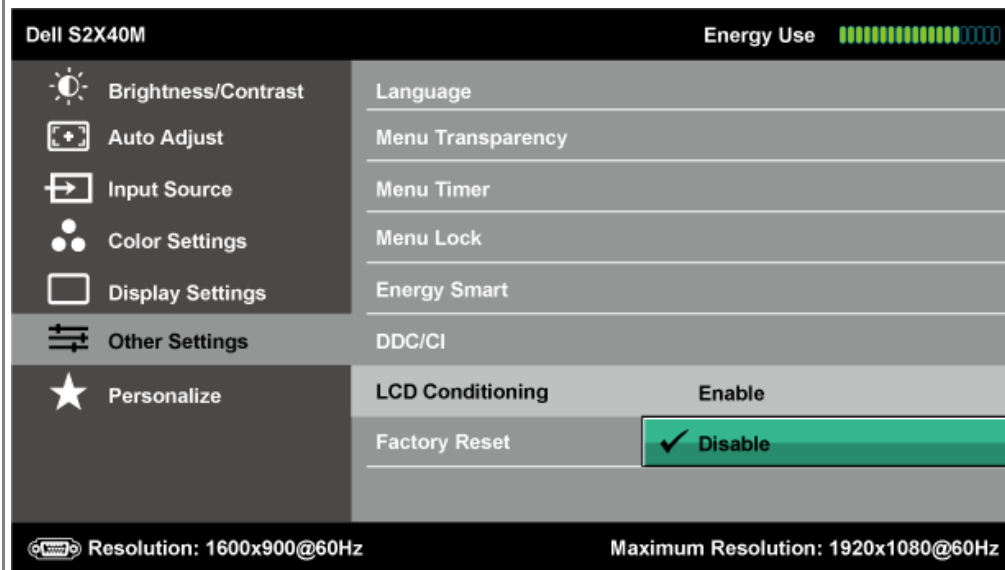 Dell S2X40M Energy Use
Brightness/Contrast Language
Auto Adjust Menu Transparency
Input Source Menu Timer
Color Settings Menu Lock
Display Settings Energy Smart
Other Settings DDC/CI
Personalize LCD Conditioning Enable
Factory Reset Disable
Resolution: 1600x900@60Hz Maximum Resolution: 1920x1080@60Hz